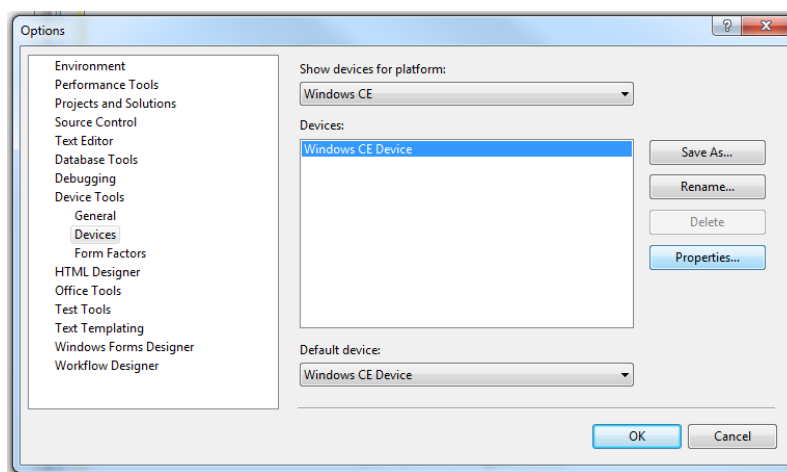 Options
Environment
Performance Tools
Projects and Solutions
Source Control
Text Editor
Database Tools
Debugging
Device Tools
General
Devices
Form Factors
HTML Designer
Office Tools
Test Tools
Text Templating
Windows Forms Designer
Workflow Designer
Show devices for platform:
Windows CE
Devices:
Windows CE Device
Save As...
Rename...
Delete
Properties...
Default device:
Windows CE Device
OK
Cancel